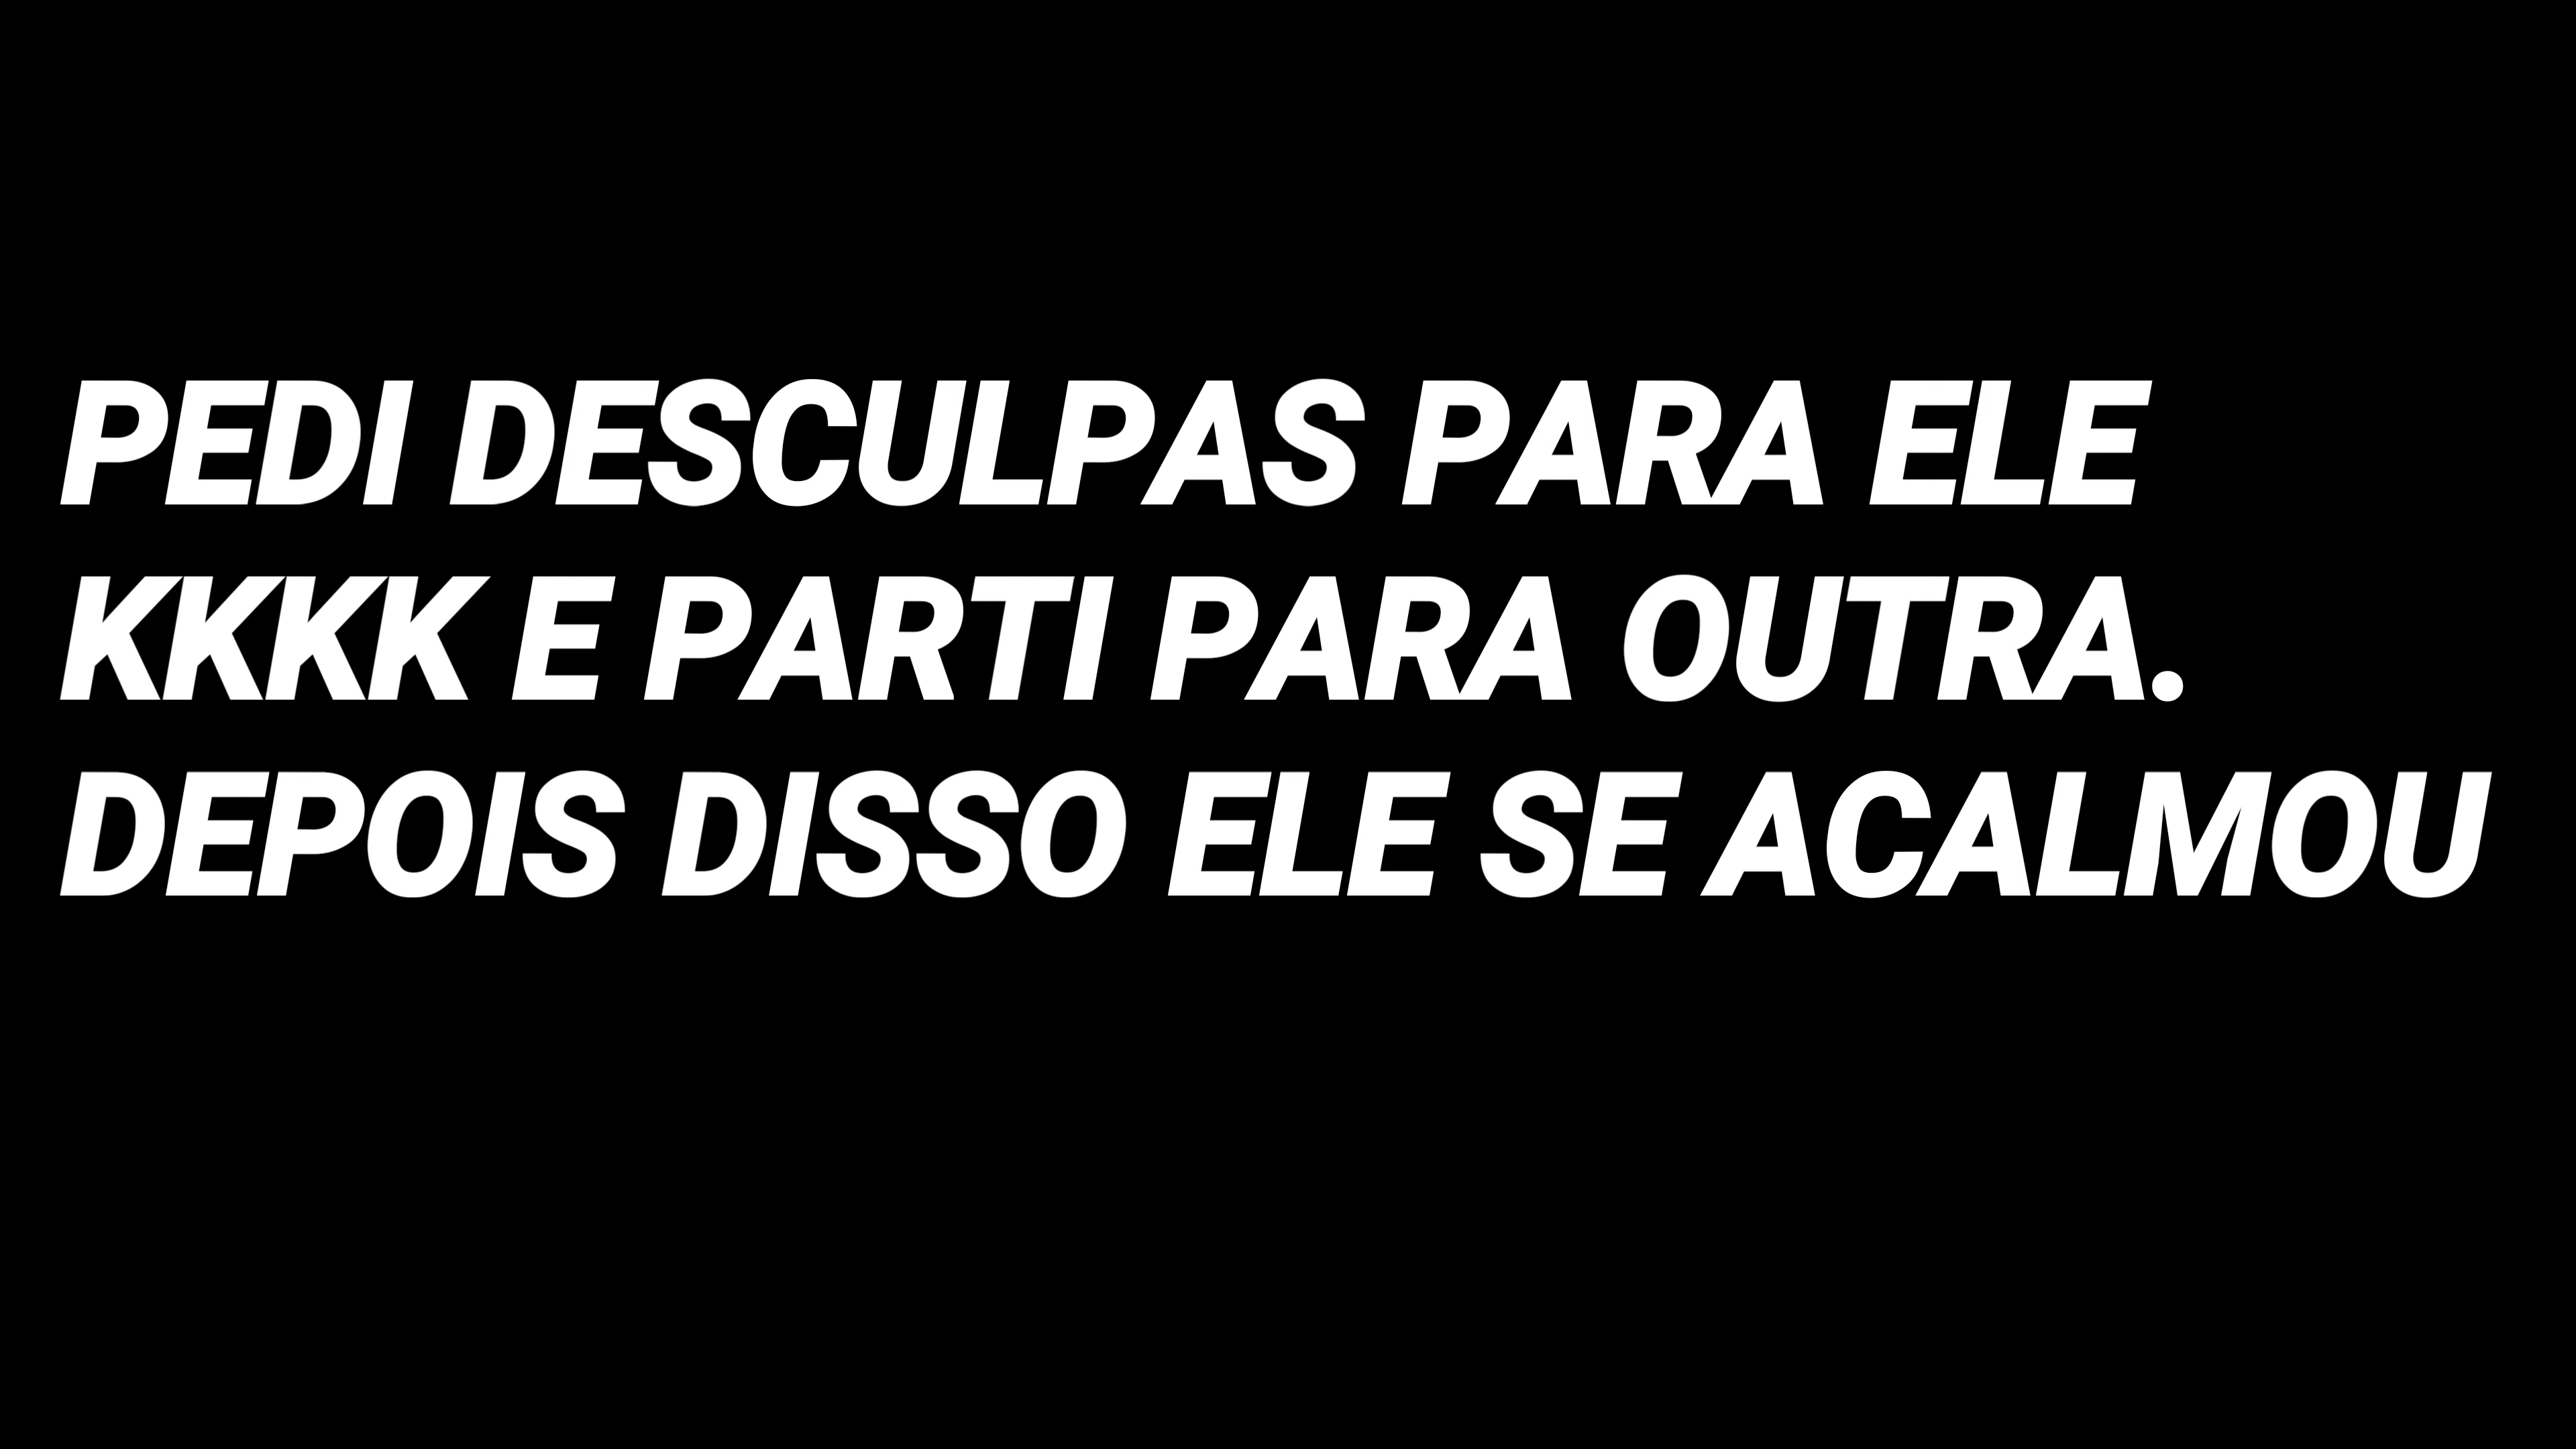 PEDI DESCULPAS PARA ELE
KKKK E PARTI PARA OUTRA.
DEPOIS DISSO ELE SE ACALMOU